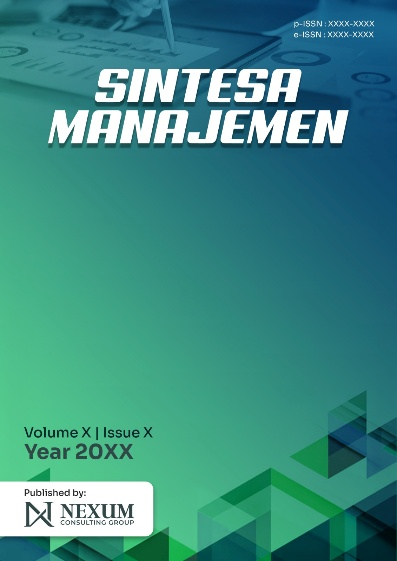 p-ISSN : XXXX-XXXX
e-ISSN : XXXX-XXXX
SINTESA
MANAJEMEN
Volume X | Issue X
Year 20XX
Published by:
NEXUM
CONSULTING GROUP